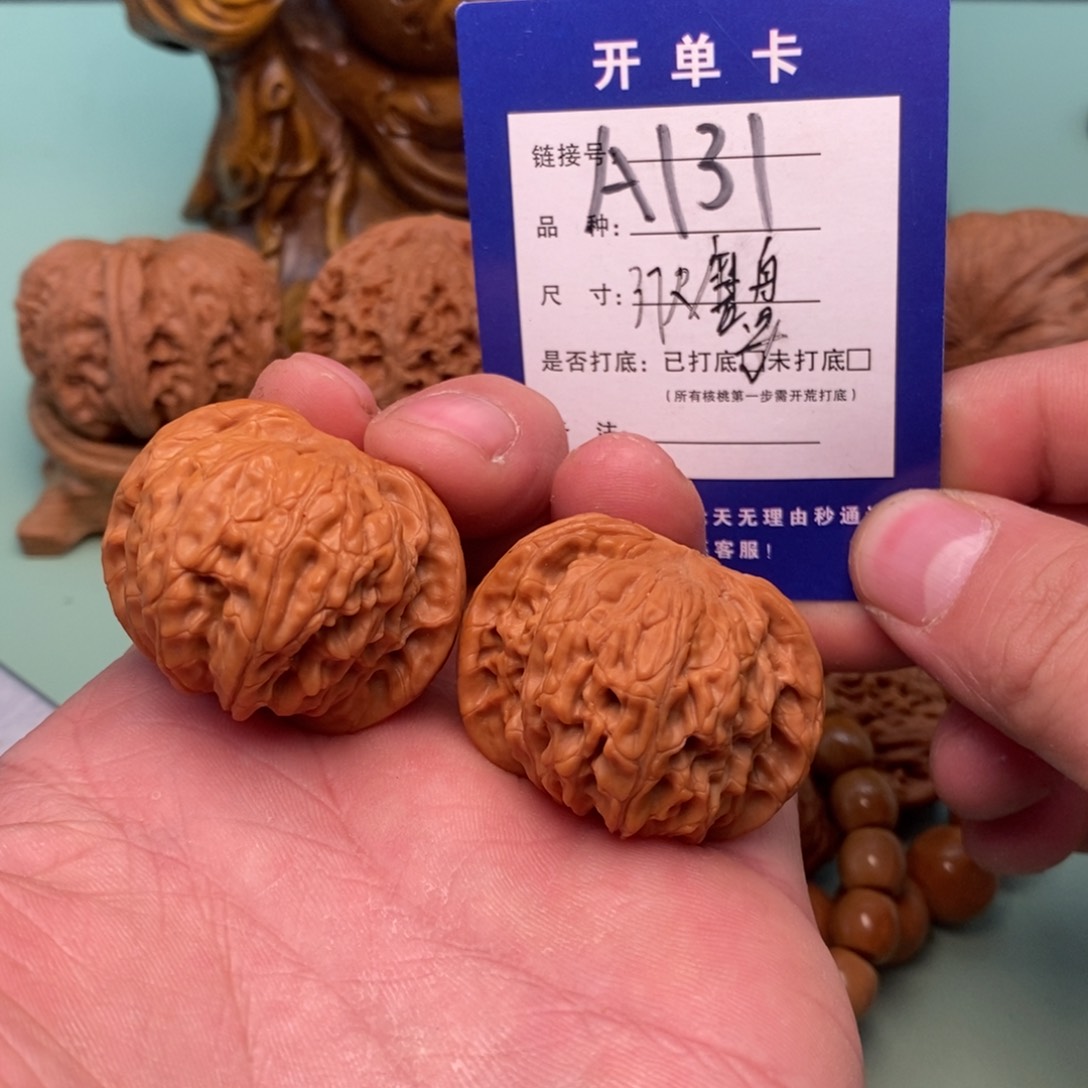 开单卡
链接号: A131
品 种:
尺 寸: 37
是否打底: 已打底□未打底□
(所有核桃第一步需开荒打底)
注
天无理由秒通
客服!